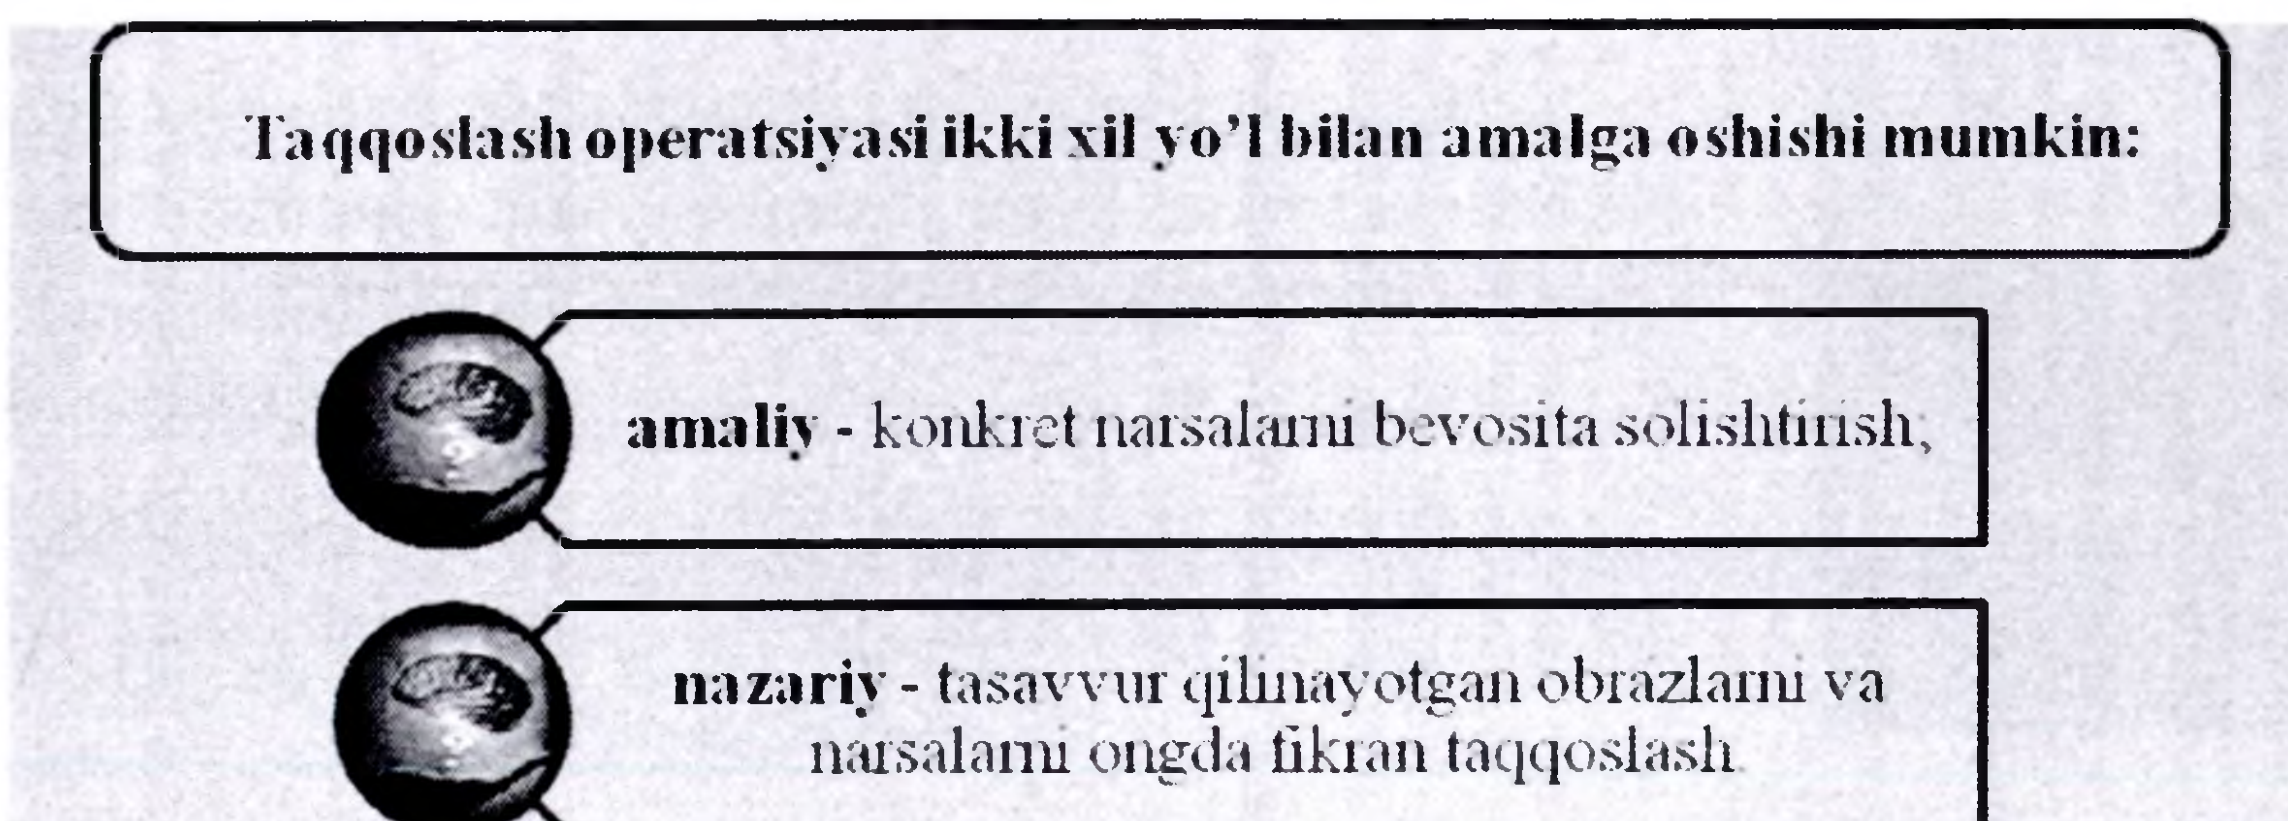 Taqqoslash operatsiyasi ikki xil yo’l bilan amalga oshishi mumkin:
amaliy - konkret narsalarni bevosita solishtirish;
nazariy - tasavvur qilinayotgan obrazlarni va
narsalarni ongda fikran taqqoslash.